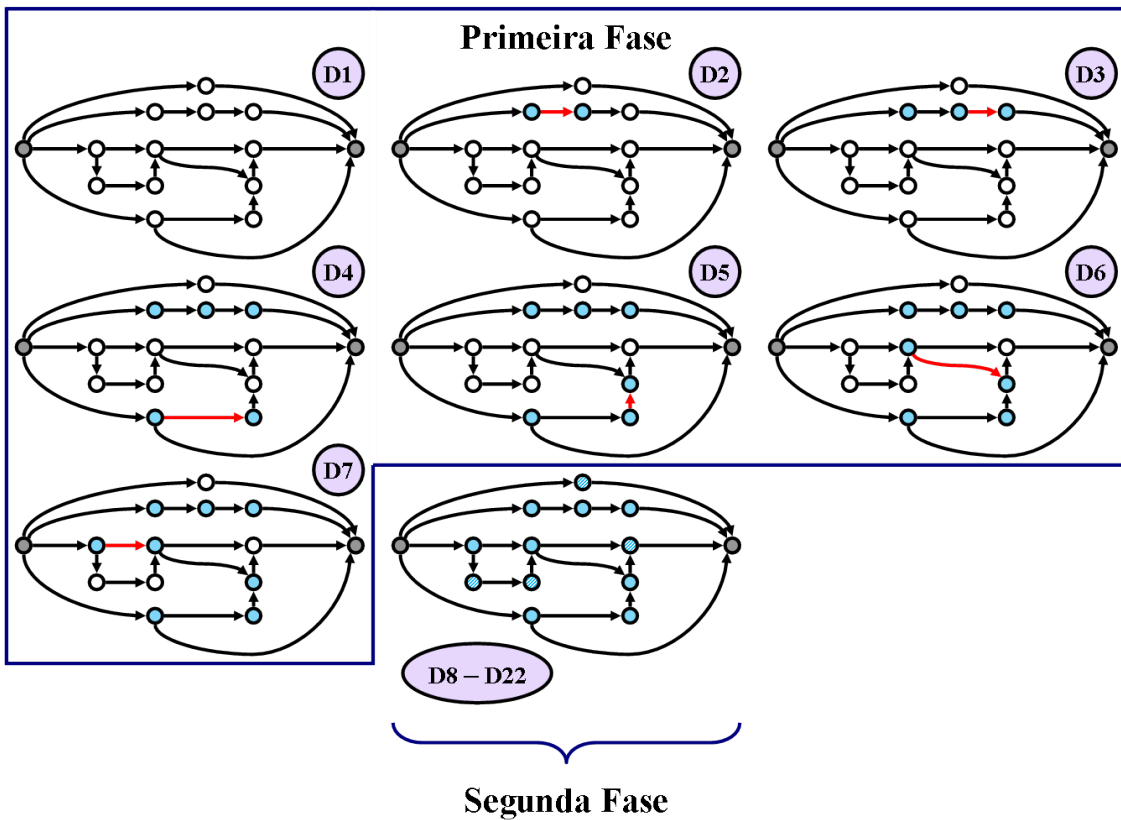 Primeira Fase
D1
D2
D3
D4
D5
D6
D7
D8 – D22
Segunda Fase